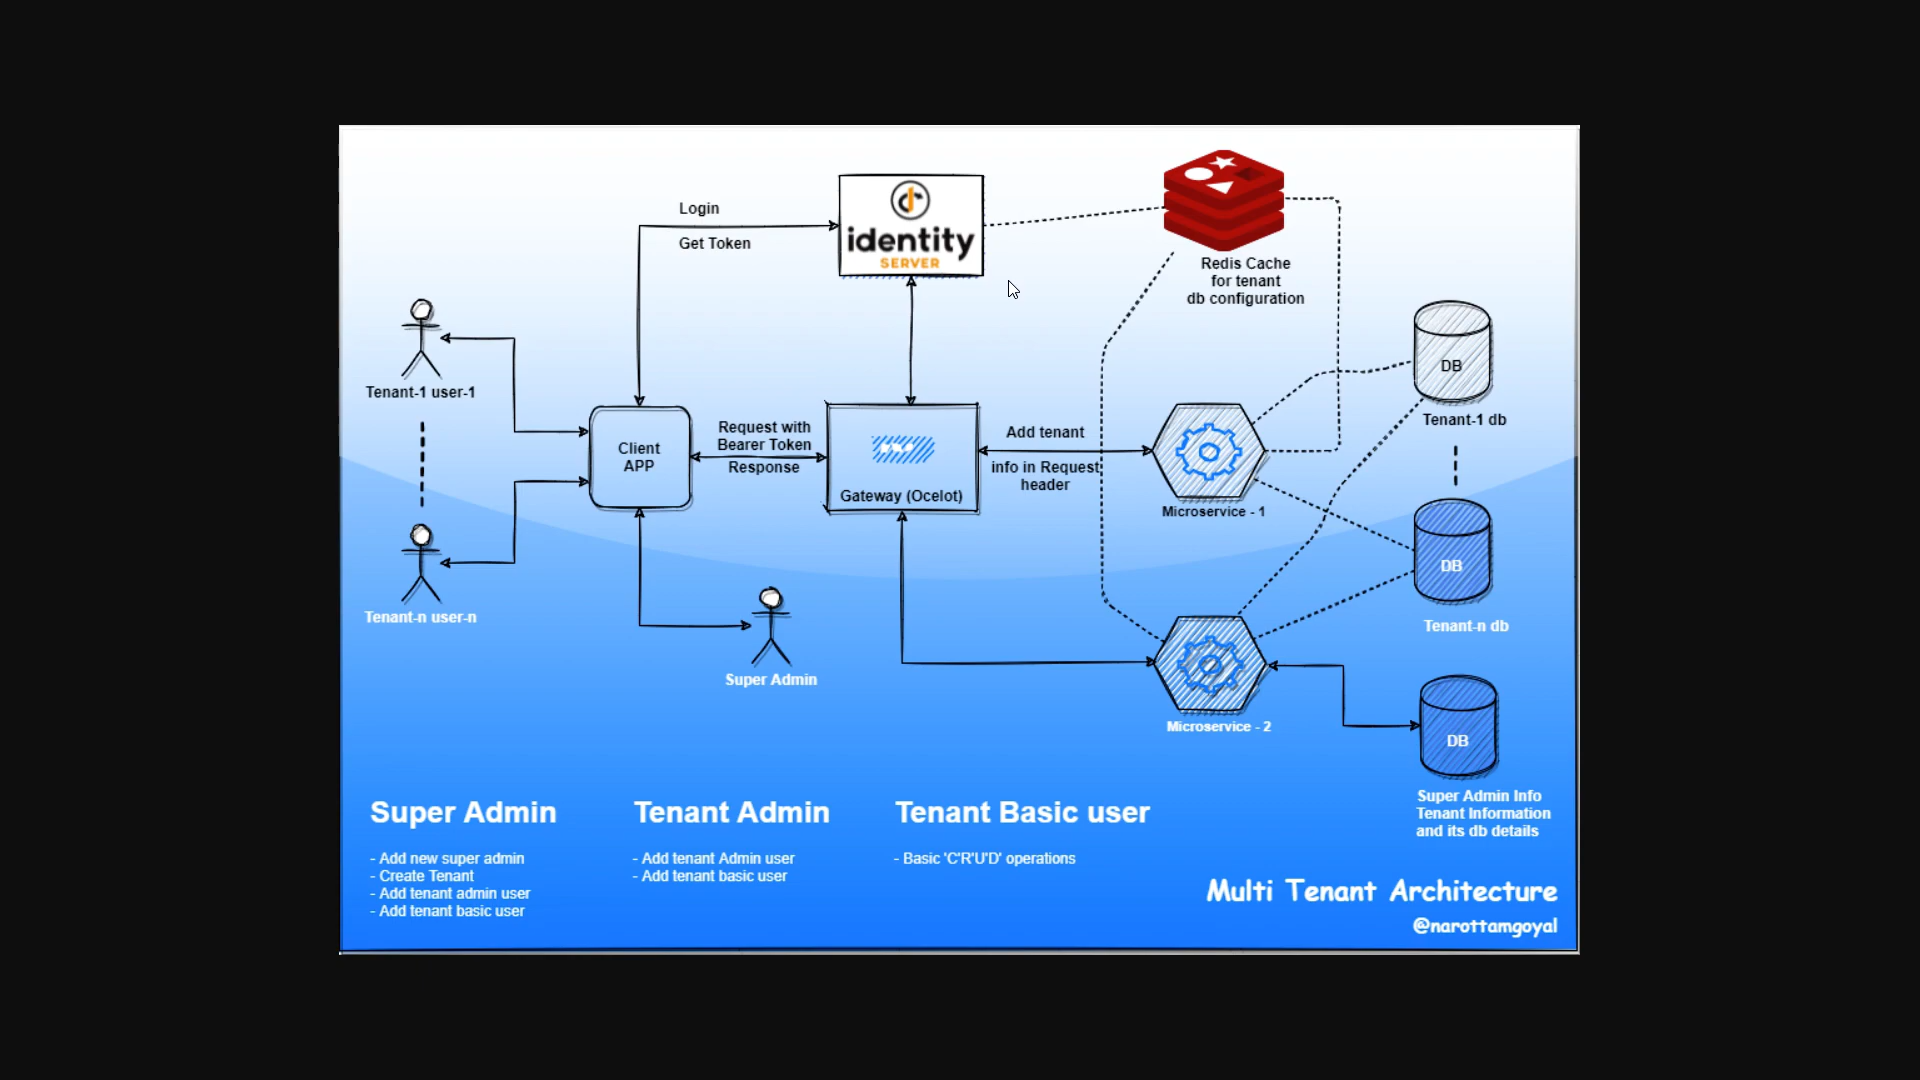 Login
Get Token
identity
SERVER
Redis Cache
for tenant
db configuration
Tenant-1 user-1
Client
APP
Request with
Bearer Token
Response
Gateway (Ocelot)
Add tenant
info in Request
header
Microservice - 1
DB
Tenant-1 db
DB
Tenant-n db
Tenant-n user-n
Super Admin
Microservice - 2
DB
Super Admin Info
Tenant Information
and its db details
Super Admin
- Add new super admin
- Create Tenant
- Add tenant admin user
- Add tenant basic user
Tenant Admin
- Add tenant Admin user
- Add tenant basic user
Tenant Basic user
- Basic 'C'R'U'D' operations
Multi Tenant Architecture
@narottamgoyal